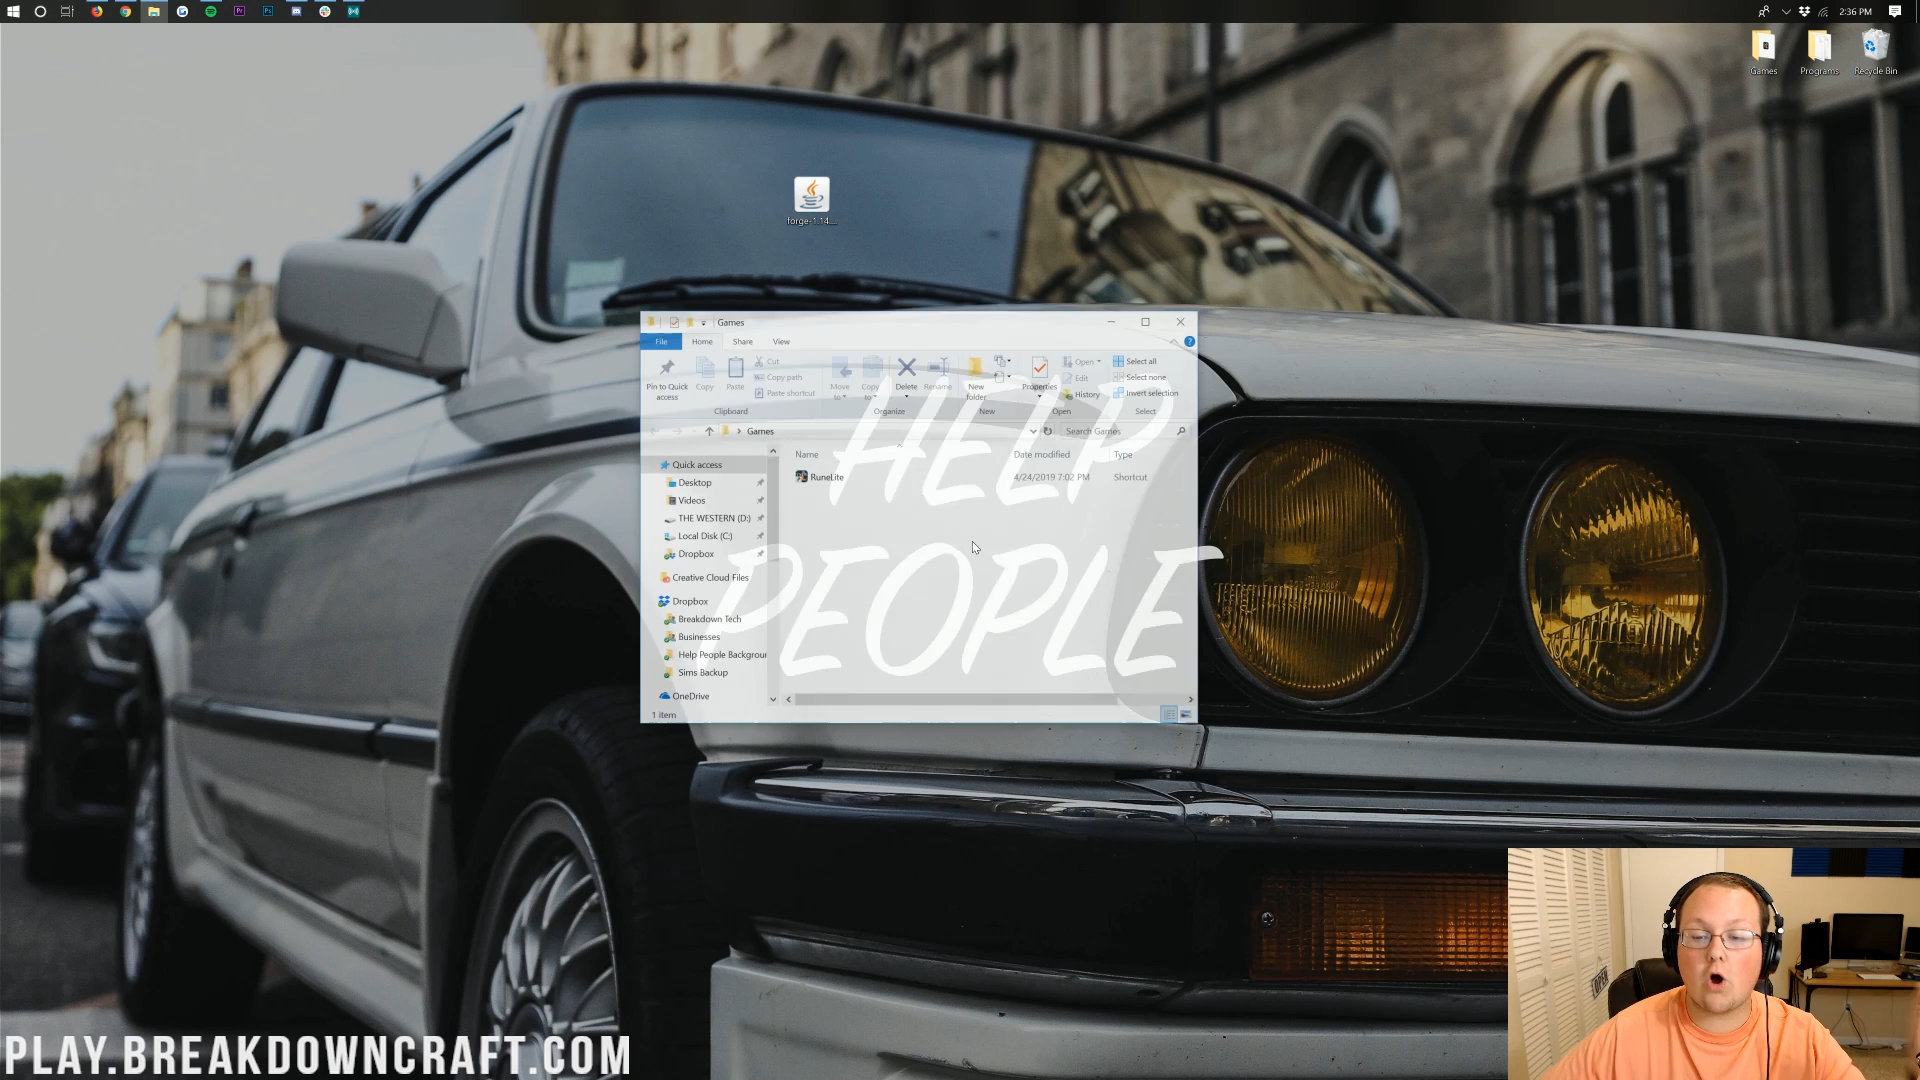 2:36 PM
Games
Programs
Recycle Bin
forge-1.14...
Games
File
Home
Share
View
Pin to Quick access
Copy
Paste
Cut
Copy path
Paste shortcut
Move to
Copy to
Delete
Rename
New folder
Properties
Open
Edit
History
Select all
Select none
Invert selection
Clipboard
Organize
New
Open
Select
Games
Search Games
Name
Date modified
Type
RuneLite
4/24/2019 7:02 PM
Shortcut
Quick access
Desktop
Videos
THE WESTERN (D:)
Local Disk (C:)
Dropbox
Creative Cloud Files
Dropbox
Breakdown Tech
Businesses
Help People Backgroun
Sims Backup
OneDrive
1 item
HELP
PEOPLE
OPEN
PLAY.BREAKDOWNCRAFT.COM